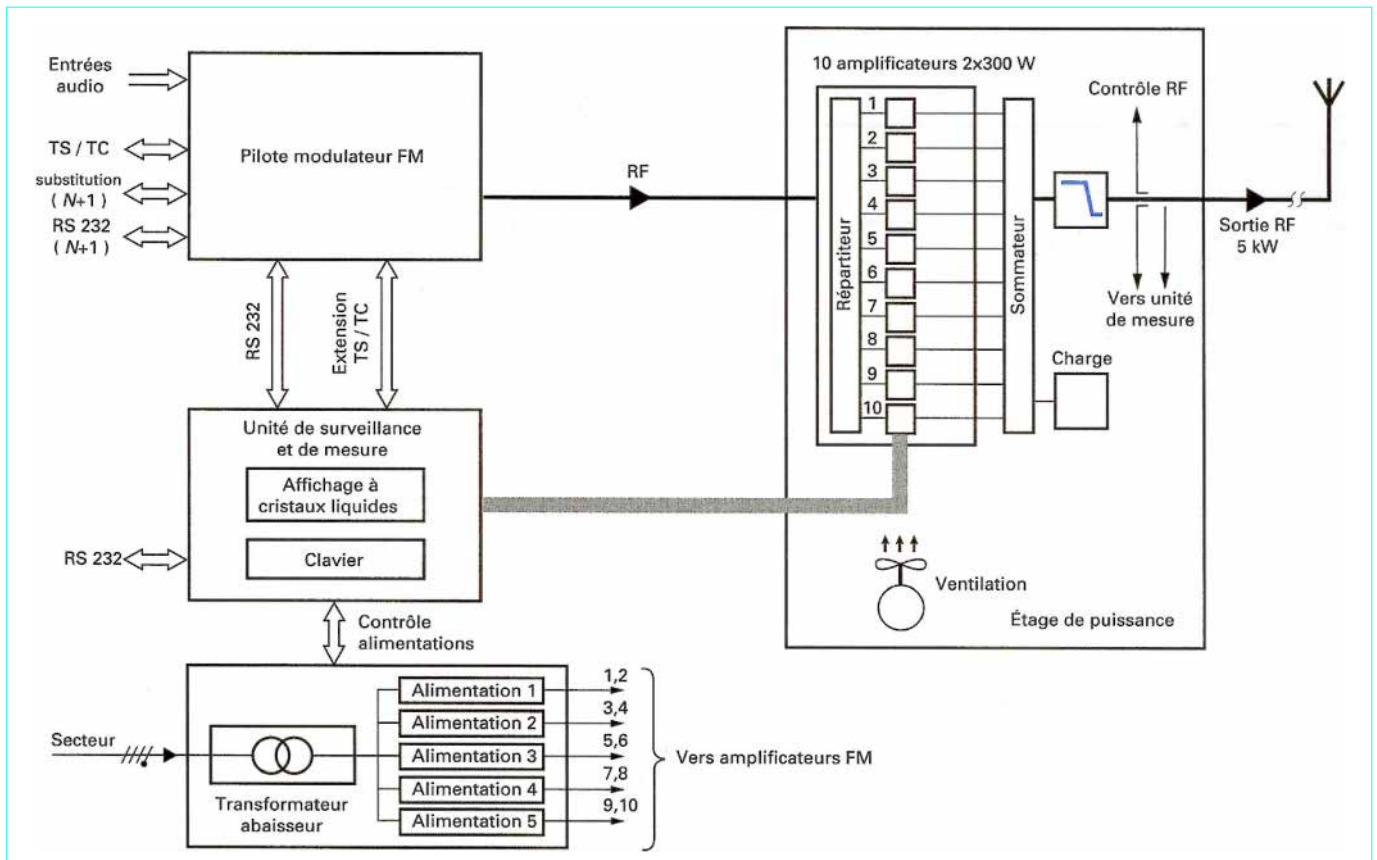 Entrées
audio
TS / TC
substitution
( N+1 )
RS 232
( N+1 )
Pilote modulateur FM
RF
10 amplificateurs 2x300 W
Répartiteur
1
2
3
4
5
6
7
8
9
10
Sommateur
Contrôle RF
Sortie RF
5 kW
Vers unité
de mesure
Charge
Ventilation
Étage de puissance
RS 232
Extension
TS / TC
Unité de surveillance
et de mesure
Affichage à
cristaux liquides
Clavier
RS 232
Contrôle
alimentations
Secteur
Transformateur
abaisseur
Alimentation 1
Alimentation 2
Alimentation 3
Alimentation 4
Alimentation 5
1,2
3,4
5,6
7,8
9,10
Vers amplificateurs FM